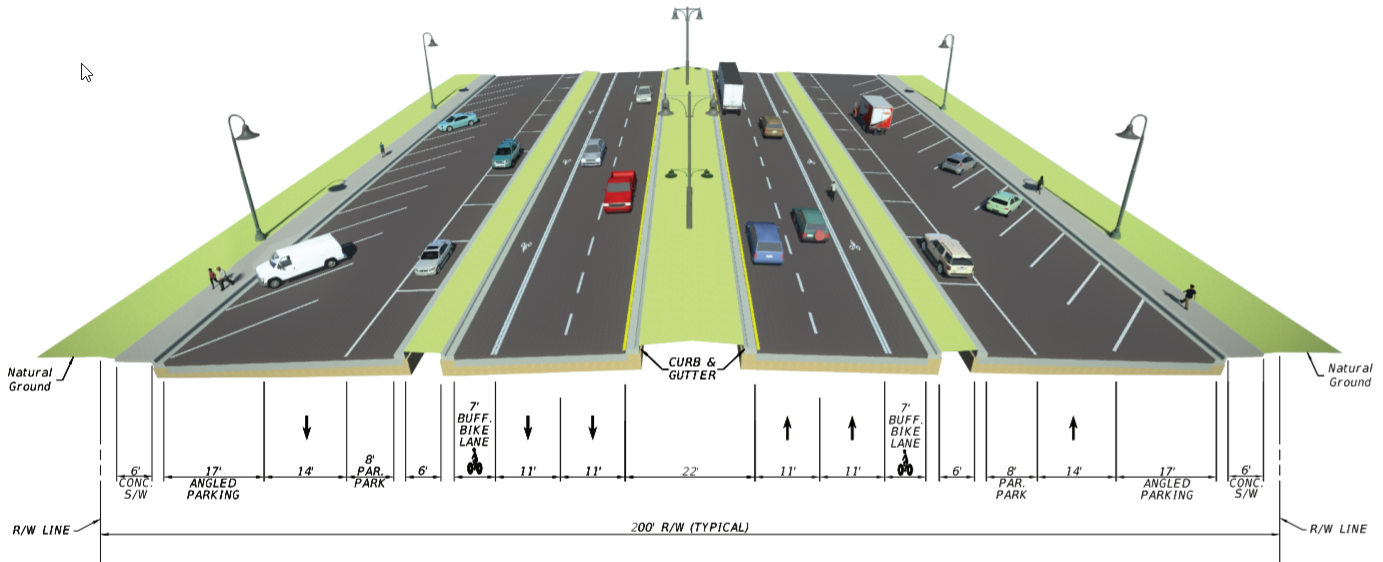 Natural
Ground
CURB &
GUTTER
Natural
Ground
7'
BUFF.
BIKE
LANE
7'
BUFF.
BIKE
LANE
6'
CONC.
S/W
17'
ANGLED
PARKING
14'
8'
PAR.
PARK
6'
11'
11'
22'
11'
11'
6'
8'
PAR.
PARK
14'
17'
ANGLED
PARKING
6'
CONC.
S/W
R/W LINE
200' R/W (TYPICAL)
R/W LINE